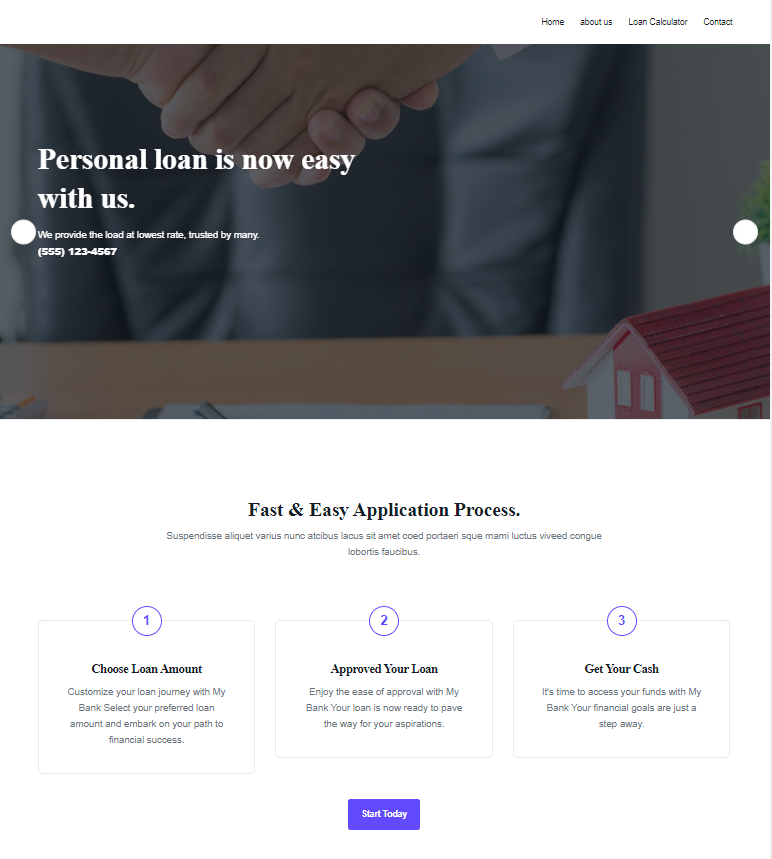 Home about us Loan Calculator Contact
Personal loan is now easy
with us.
We provide the load at lowest rate, trusted by many.
(555) 123-4567
Fast & Easy Application Process.
Suspendisse aliquet varius nunc atcibus lacus sit amet coed portaeri sque mami luctus viveed congue
lobortis faucibus.
1
Choose Loan Amount
Customize your loan journey with My
Bank Select your preferred loan
amount and embark on your path to
financial success.
2
Approved Your Loan
Enjoy the ease of approval with My
Bank Your loan is now ready to pave
the way for your aspirations.
3
Get Your Cash
It's time to access your funds with My
Bank Your financial goals are just a
step away.
Start Today